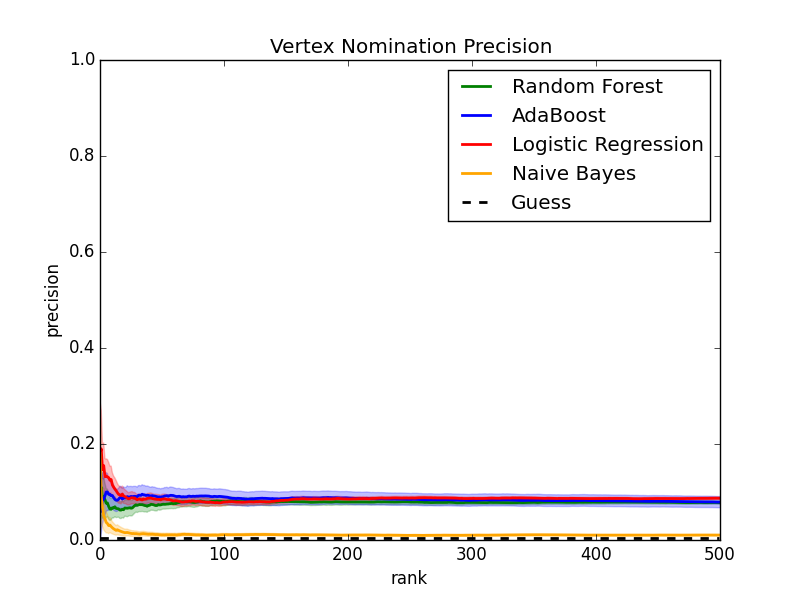 Vertex Nomination Precision
1.0
0.8
0.6
0.4
0.2
0.0
precision
Random Forest
AdaBoost
Logistic Regression
Naive Bayes
Guess
0 100 200 300 400 500
rank